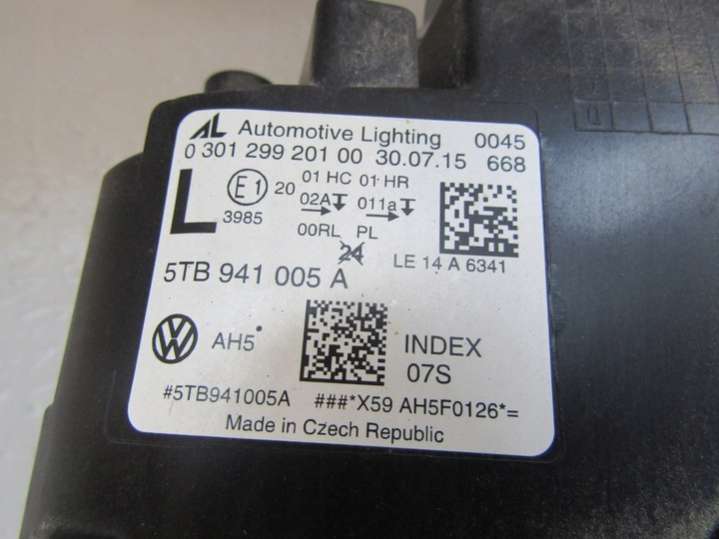 AL Automotive Lighting 0045
0 301 299 201 00 30.07.15 668
L E1 20 01 HC 01 HR
3985 02A 011a
00RL PL
24 LE 14 A 6341
5TB 941 005 A
VW AH5 INDEX
07S
#5TB941005A ###*X59 AH5F0126*=
Made in Czech Republic